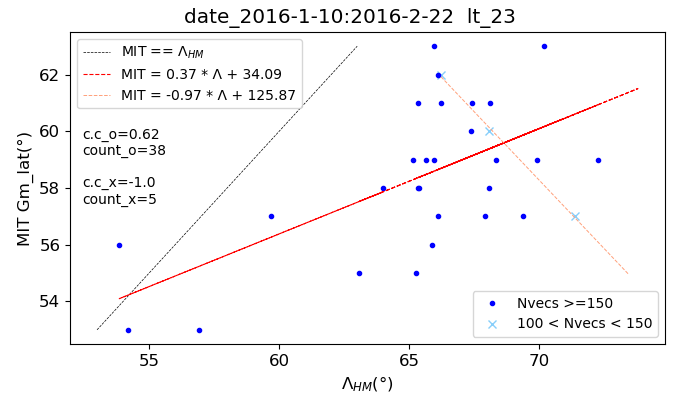 date_2016-1-10:2016-2-22  lt_23
MIT == Λ_HM
MIT = 0.37 * Λ + 34.09
MIT = -0.97 * Λ + 125.87
c.c_o=0.62
count_o=38
c.c_x=-1.0
count_x=5
MIT Gm_lat(°)
62
60
58
56
54
Nvecs >=150
100 < Nvecs < 150
55 60 65 70
Λ_HM(°)